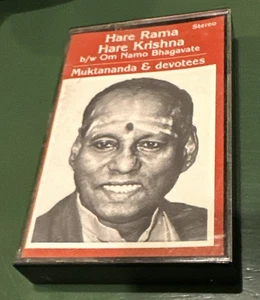 Stereo
Hare Rama
Hare Krishna
b/w Om Namo Bhagavate
Muktananda & devotees